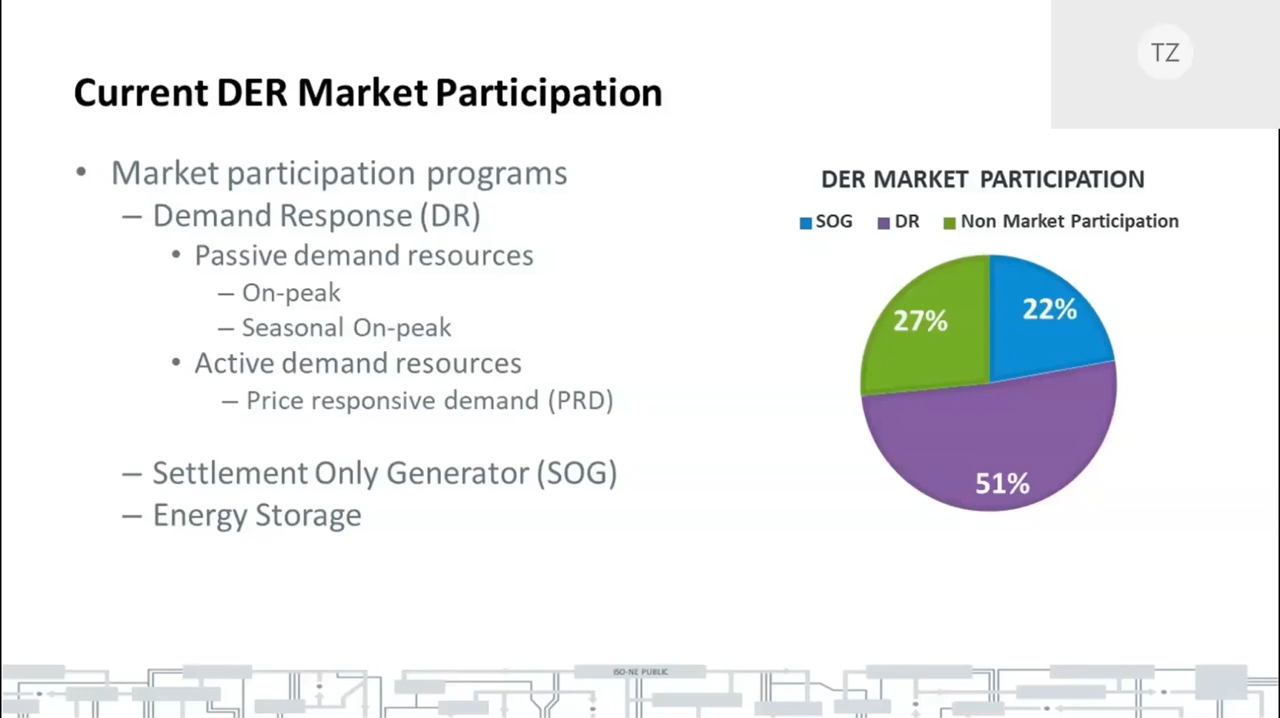 TZ
Current DER Market Participation
• Market participation programs
– Demand Response (DR)
• Passive demand resources
– On-peak
– Seasonal On-peak
• Active demand resources
– Price responsive demand (PRD)
– Settlement Only Generator (SOG)
– Energy Storage
DER MARKET PARTICIPATION
SOG DR Non Market Participation
27%
22%
51%
ISO-NE PUBLIC